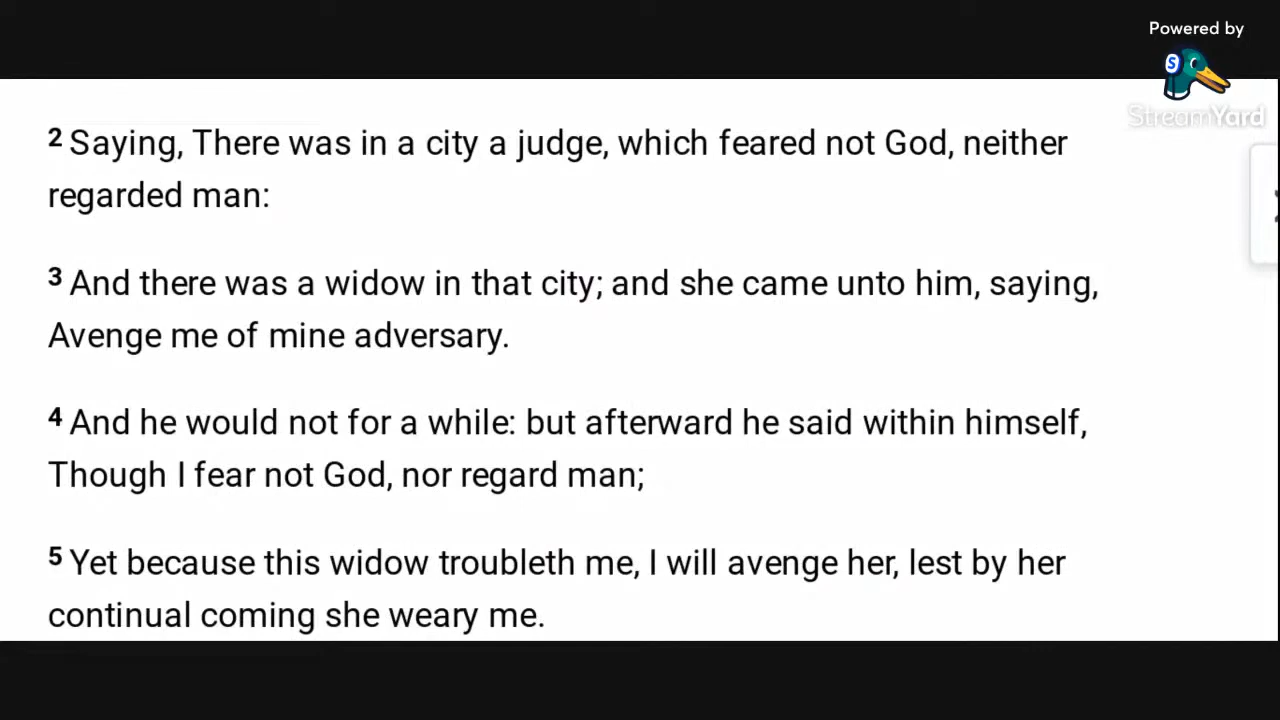 Powered by
S
StreamYard
2 Saying, There was in a city a judge, which feared not God, neither
regarded man:
3 And there was a widow in that city; and she came unto him, saying,
Avenge me of mine adversary.
4 And he would not for a while: but afterward he said within himself,
Though I fear not God, nor regard man;
5 Yet because this widow troubleth me, I will avenge her, lest by her
continual coming she weary me.